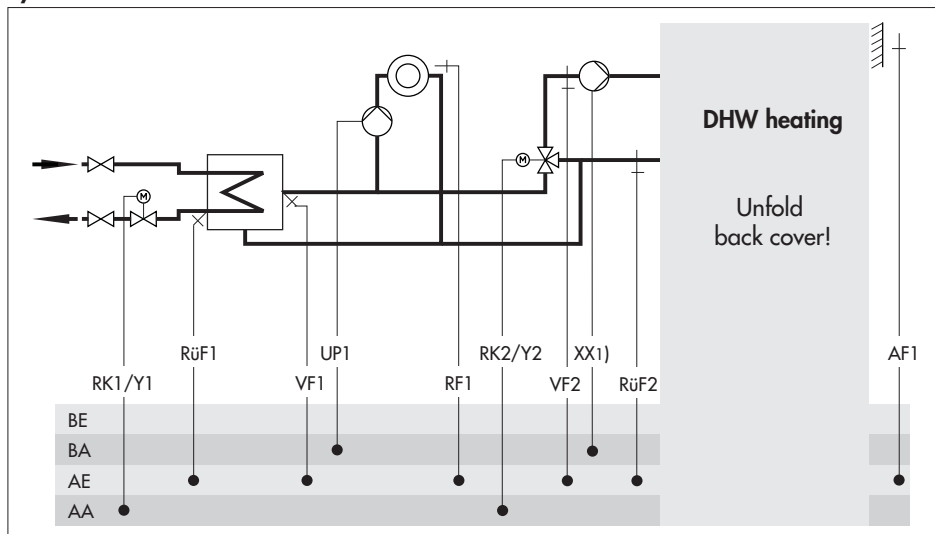 DHW heating
Unfold
back cover!
M
M
RüF1
UP1
RK2/Y2
XX1)
AF1
RK1/Y1
VF1
RF1
VF2
RüF2
BE
BA
AE
AA